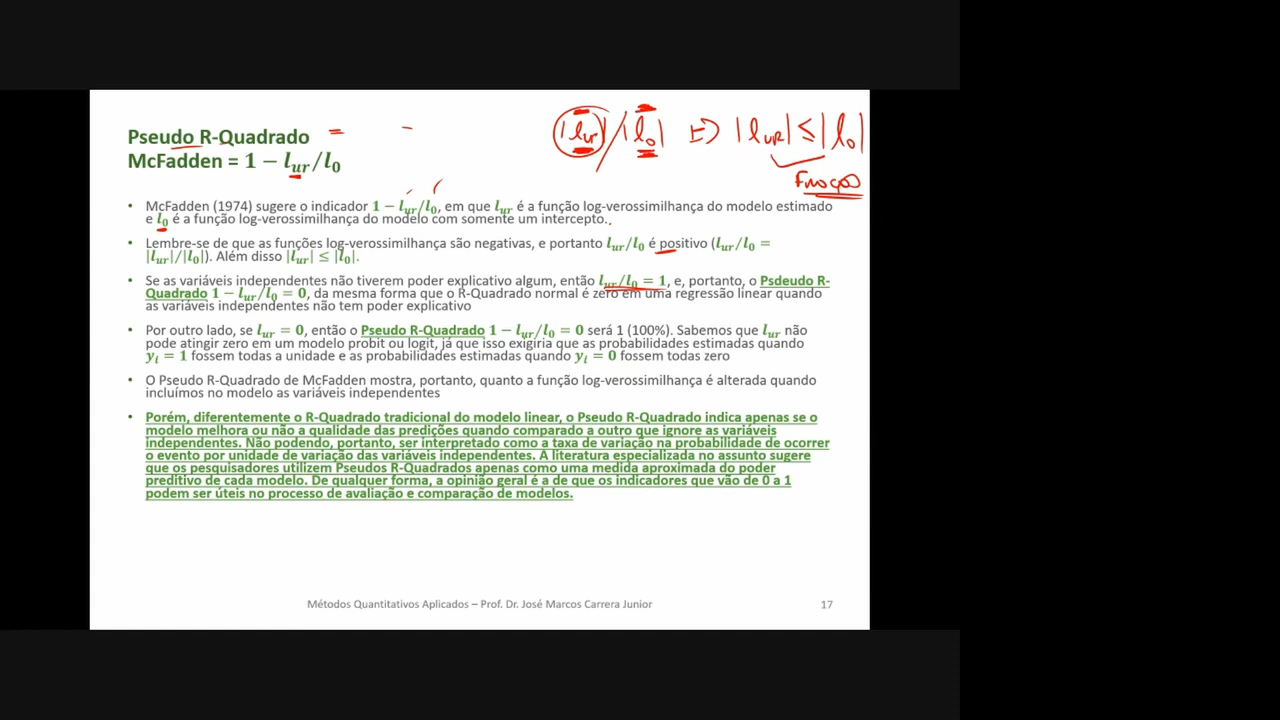 Pseudo R-Quadrado =
McFadden = 1 − l_ur/l_0
|l_ur|/|l_0| ⇒ |l_ur| ≤ |l_0|
Fração
• McFadden (1974) sugere o indicador 1 − l_ur/l_0, em que l_ur é a função log-verossimilhança do modelo estimado
e l_0 é a função log-verossimilhança do modelo com somente um intercepto.
• Lembre-se de que as funções log-verossimilhança são negativas, e portanto l_ur/l_0 é positivo (l_ur/l_0 =
|l_ur|/|l_0|). Além disso |l_ur| ≤ |l_0|.
• Se as variáveis independentes não tiverem poder explicativo algum, então l_ur/l_0 = 1, e, portanto, o Psdeudo R-
Quadrado 1 − l_ur/l_0 = 0, da mesma forma que o R-Quadrado normal é zero em uma regressão linear quando
as variáveis independentes não tem poder explicativo
• Por outro lado, se l_ur = 0, então o Pseudo R-Quadrado 1 − l_ur/l_0 = 0 será 1 (100%). Sabemos que l_ur não
pode atingir zero em um modelo probit ou logit, já que isso exigiria que as probabilidades estimadas quando
y_i = 1 fossem todas a unidade e as probabilidades estimadas quando y_i = 0 fossem todas zero
• O Pseudo R-Quadrado de McFadden mostra, portanto, quanto a função log-verossimilhança é alterada quando
incluímos no modelo as variáveis independentes
• Porém, diferentemente o R-Quadrado tradicional do modelo linear, o Pseudo R-Quadrado indica apenas se o
modelo melhora ou não a qualidade das predições quando comparado a outro que ignore as variáveis
independentes. Não podendo, portanto, ser interpretado como a taxa de variação na probabilidade de ocorrer
o evento por unidade de variação das variáveis independentes. A literatura especializada no assunto sugere
que os pesquisadores utilizem Pseudos R-Quadrados apenas como uma medida aproximada do poder
preditivo de cada modelo. De qualquer forma, a opinião geral é a de que os indicadores que vão de 0 a 1
podem ser úteis no processo de avaliação e comparação de modelos.
Métodos Quantitativos Aplicados – Prof. Dr. José Marcos Carrera Junior
17